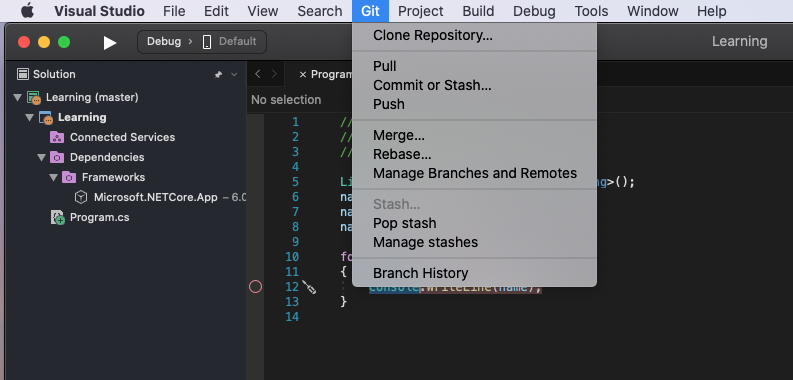 Visual Studio File Edit View Search Git Project Build Debug Tools Window Help
Debug > Default
Learning
Solution
Learning (master)
Learning
Connected Services
Dependencies
Frameworks
Microsoft.NETCore.App – 6.0
Program.cs
× Program
No selection
1 //
2 //
3 //
4
5 Li ng>();
6 na
7 na
8 na
9
10 fo
11 {
12 Console.WriteLine(name);
13 }
14
Clone Repository...
Pull
Commit or Stash...
Push
Merge...
Rebase...
Manage Branches and Remotes
Stash...
Pop stash
Manage stashes
Branch History